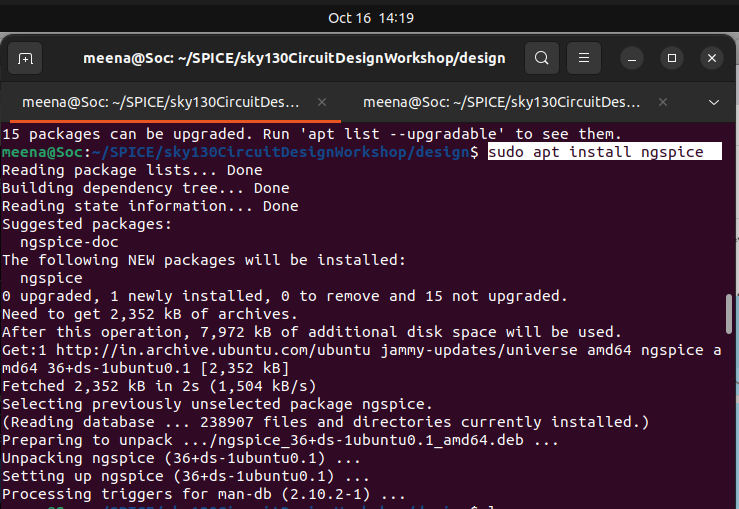 Oct 16 14:19
meena@Soc: ~/SPICE/sky130CircuitDesignWorkshop/design
meena@Soc: ~/SPICE/sky130CircuitDes... × meena@Soc: ~/SPICE/sky130CircuitDes... ×
15 packages can be upgraded. Run 'apt list --upgradable' to see them.
meena@Soc:~/SPICE/sky130CircuitDesignWorkshop/design$ sudo apt install ngspice
Reading package lists... Done
Building dependency tree... Done
Reading state information... Done
Suggested packages:
  ngspice-doc
The following NEW packages will be installed:
  ngspice
0 upgraded, 1 newly installed, 0 to remove and 15 not upgraded.
Need to get 2,352 kB of archives.
After this operation, 7,972 kB of additional disk space will be used.
Get:1 http://in.archive.ubuntu.com/ubuntu jammy-updates/universe amd64 ngspice a
md64 36+ds-1ubuntu0.1 [2,352 kB]
Fetched 2,352 kB in 2s (1,504 kB/s)
Selecting previously unselected package ngspice.
(Reading database ... 238907 files and directories currently installed.)
Preparing to unpack .../ngspice_36+ds-1ubuntu0.1_amd64.deb ...
Unpacking ngspice (36+ds-1ubuntu0.1) ...
Setting up ngspice (36+ds-1ubuntu0.1) ...
Processing triggers for man-db (2.10.2-1) ...